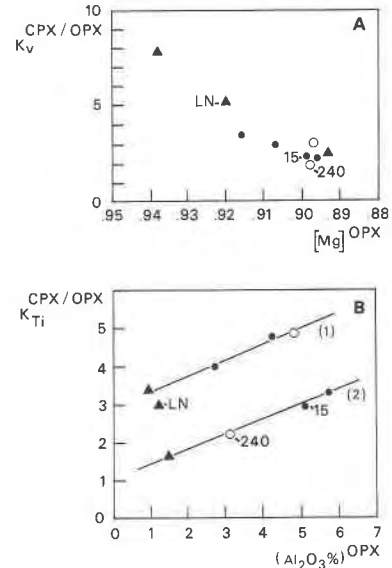 CPX / OPX
Kv
A
10
5
0
LN
15
240
.95 .94 .93 .92 .91 .90 .89 .88
[Mg] OPX
CPX / OPX
KTi
B
5
4
3
2
1
0
(1)
LN
(2)
15
240
0 1 2 3 4 5 6 7
(Al2O3%) OPX